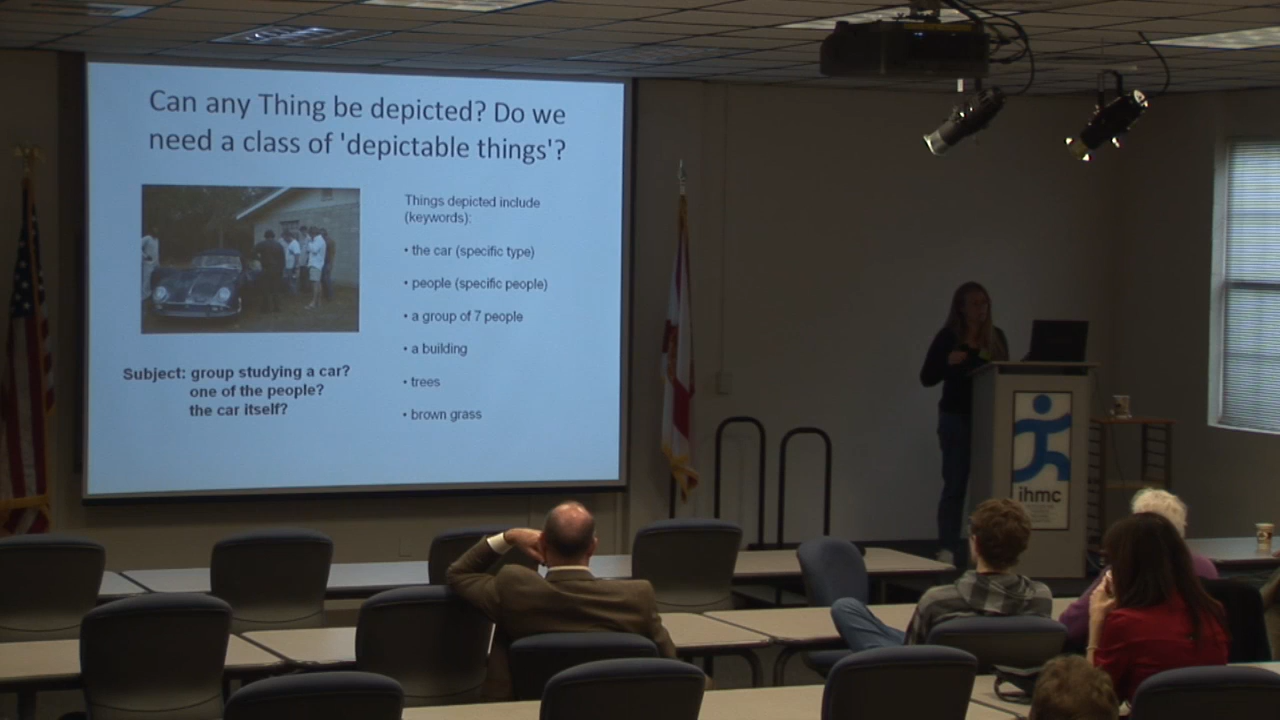 Can any Thing be depicted? Do we
need a class of 'depictable things'?
Things depicted include
(keywords):
• the car (specific type)
• people (specific people)
• a group of 7 people
• a building
• trees
• brown grass
Subject: group studying a car?
one of the people?
the car itself?
ihmc